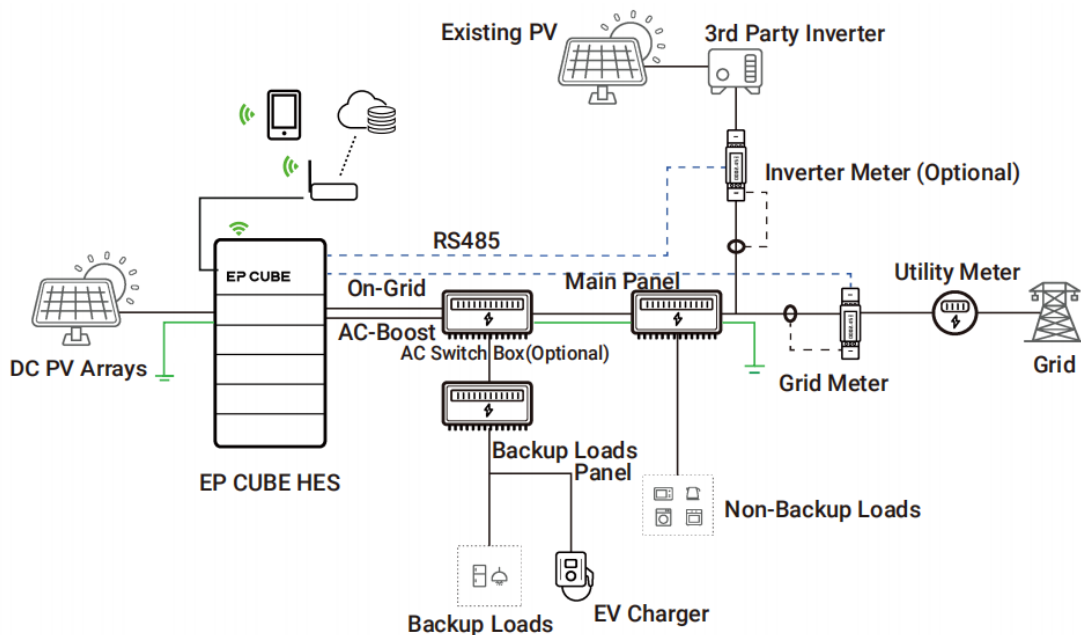 Existing PV
3rd Party Inverter
Inverter Meter (Optional)
RS485
EP CUBE
On-Grid
Main Panel
Utility Meter
AC-Boost
AC Switch Box(Optional)
DC PV Arrays
Grid Meter
Grid
Backup Loads
Panel
EP CUBE HES
Non-Backup Loads
EV Charger
Backup Loads